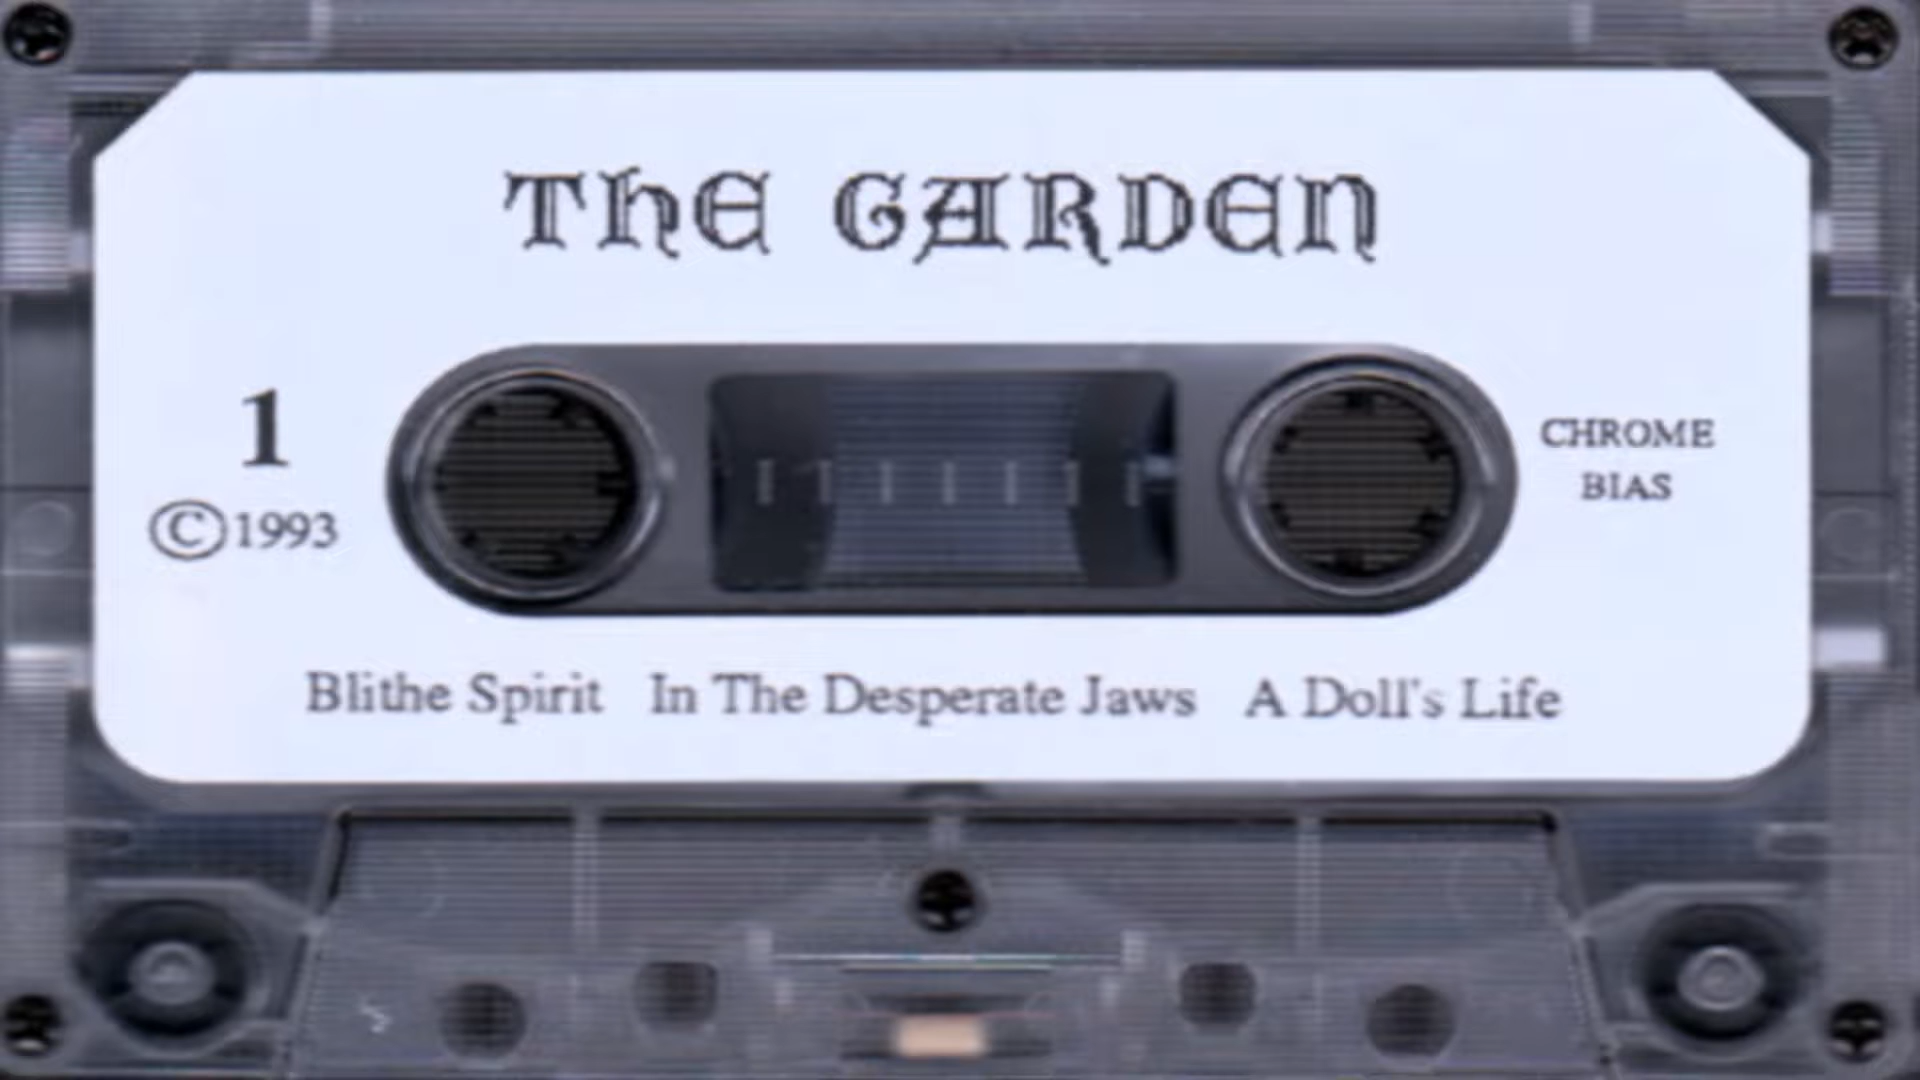 THE GARDEN
1
©1993
CHROME
BIAS
Blithe Spirit In The Desperate Jaws A Doll's Life